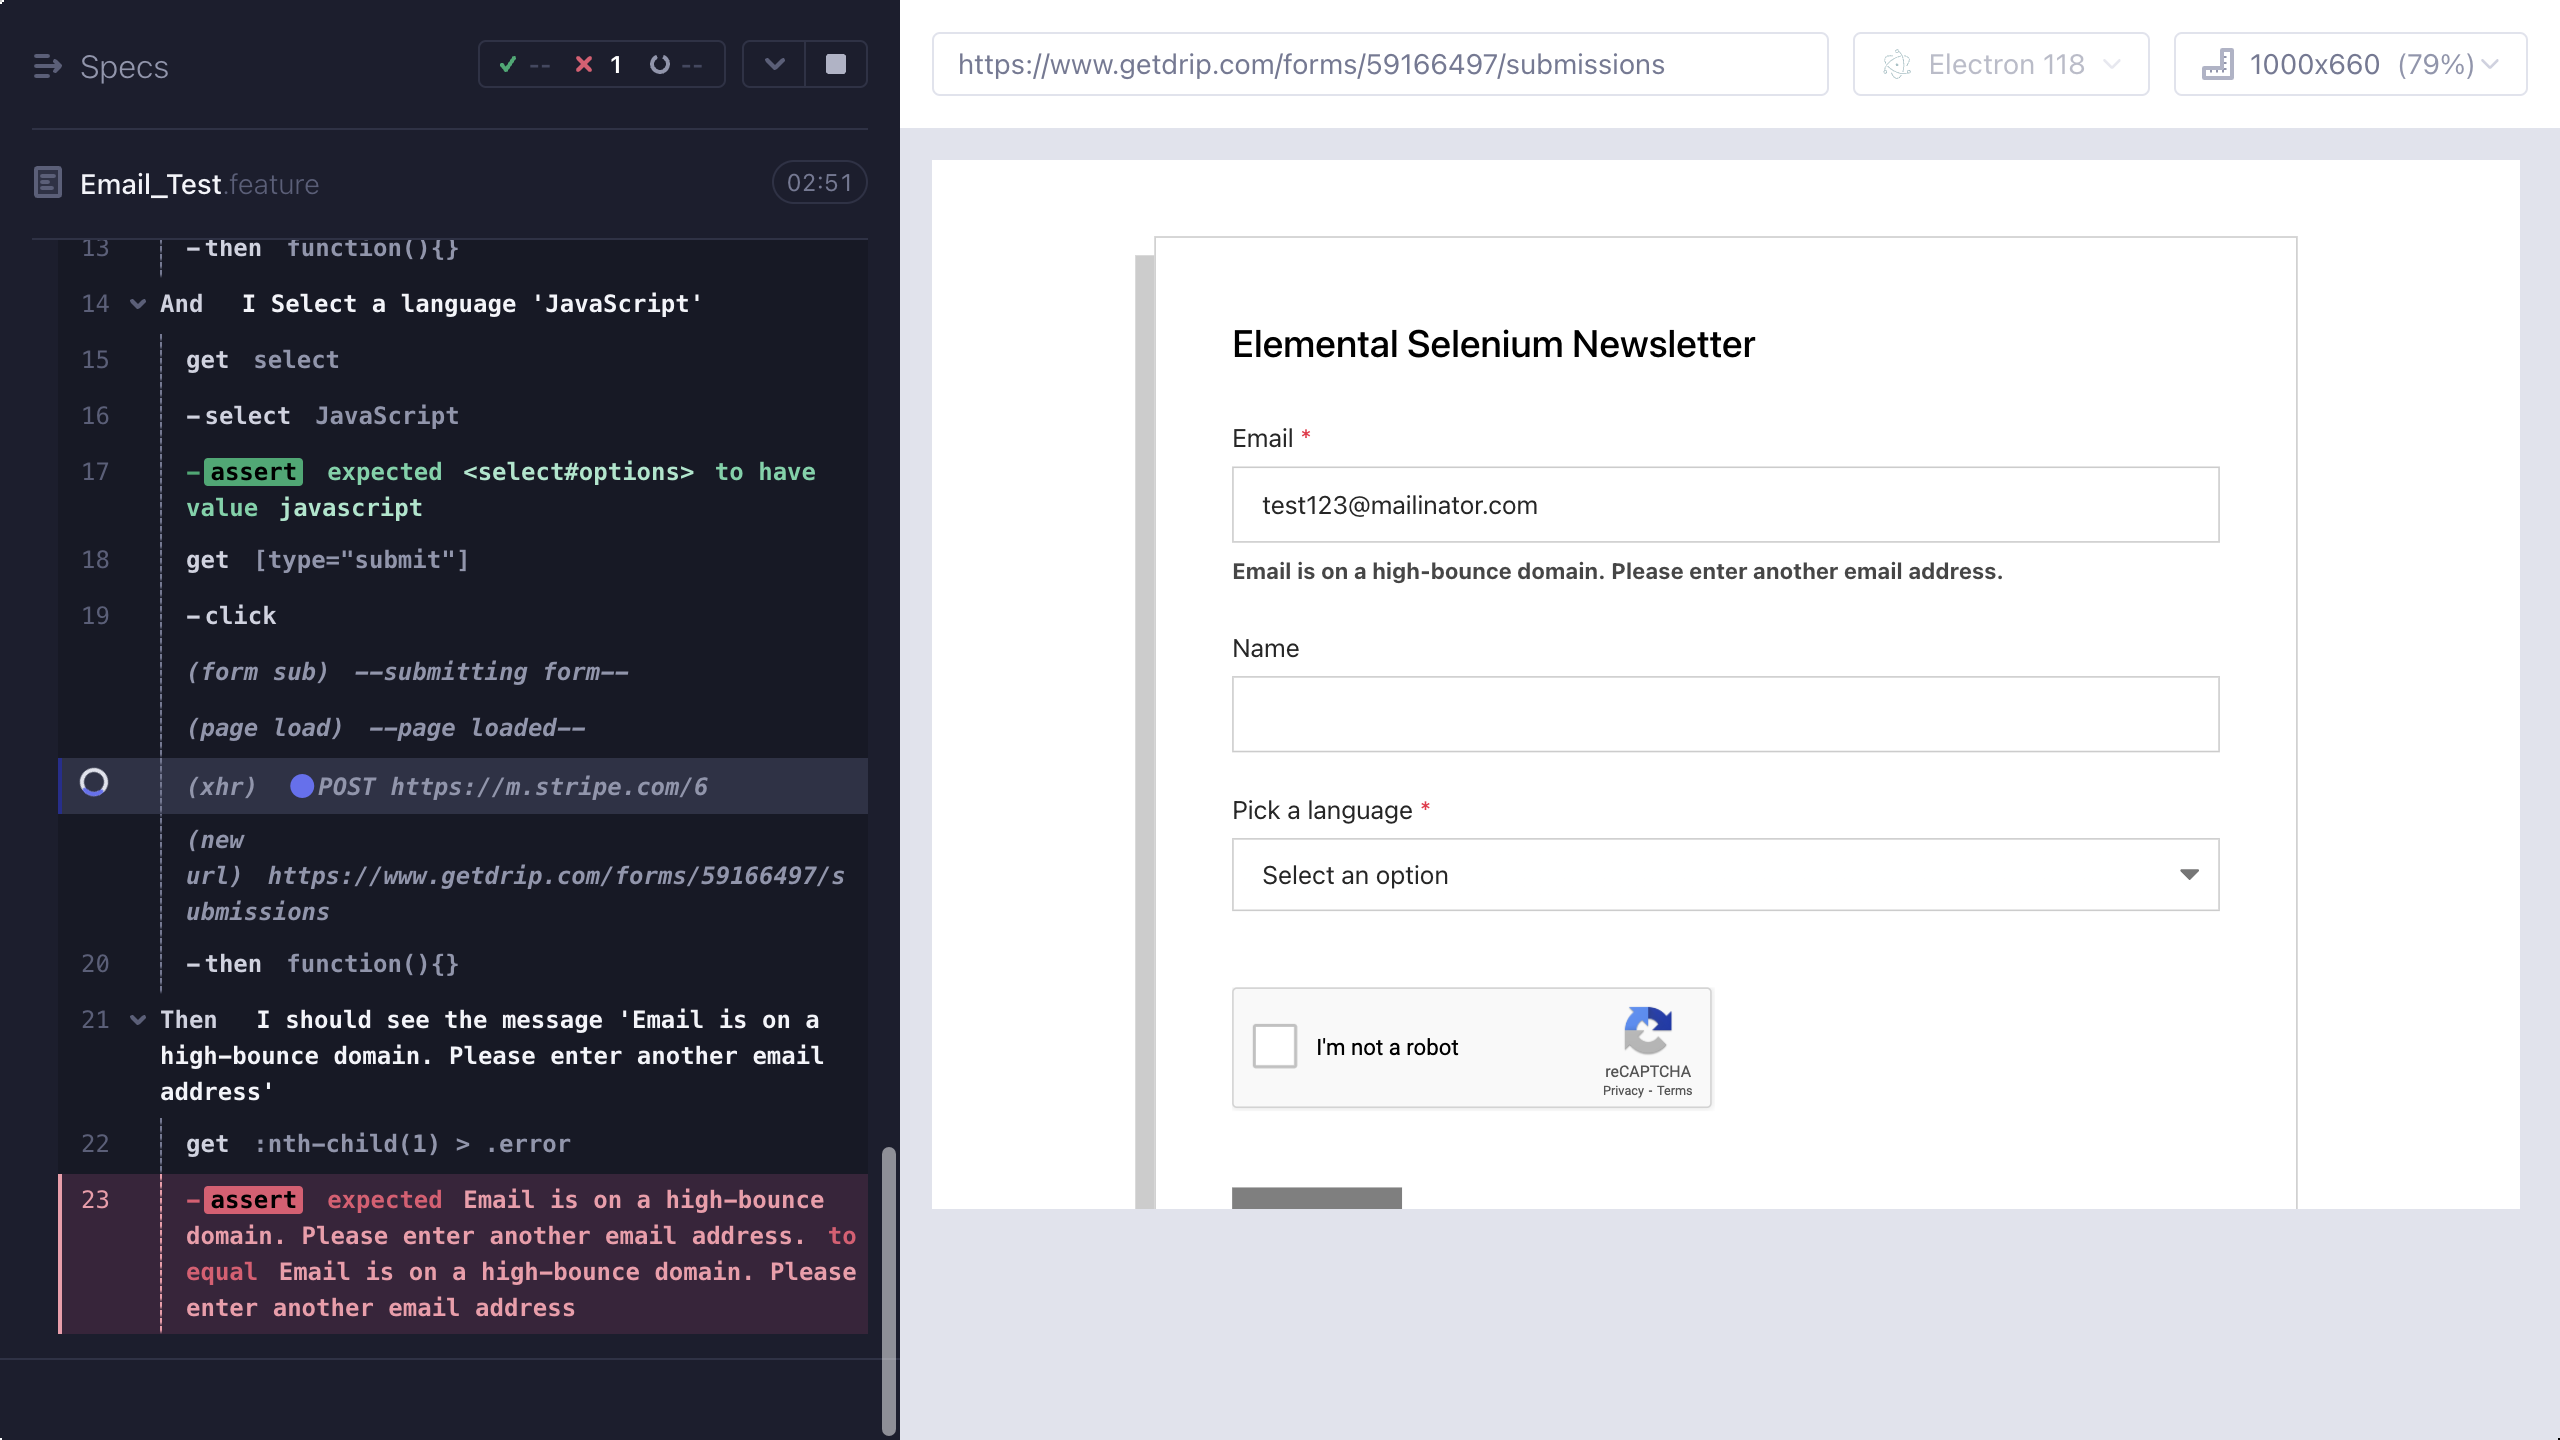 Specs
-- 1 --
Email_Test.feature 02:51
13 -then function(){}
14 And I Select a language 'JavaScript'
15 get select
16 -select JavaScript
17 -assert expected <select#options> to have
value javascript
18 get [type="submit"]
19 -click
(form sub) --submitting form--
(page load) --page loaded--
(xhr) POST https://m.stripe.com/6
(new
url) https://www.getdrip.com/forms/59166497/s
ubmissions
20 -then function(){}
21 Then I should see the message 'Email is on a
high-bounce domain. Please enter another email
address'
22 get :nth-child(1) > .error
23 -assert expected Email is on a high-bounce
domain. Please enter another email address. to
equal Email is on a high-bounce domain. Please
enter another email address
https://www.getdrip.com/forms/59166497/submissions
Electron 118
1000x660 (79%)
Elemental Selenium Newsletter
Email *
test123@mailinator.com
Email is on a high-bounce domain. Please enter another email address.
Name
Pick a language *
Select an option
I'm not a robot
reCAPTCHA
Privacy - Terms